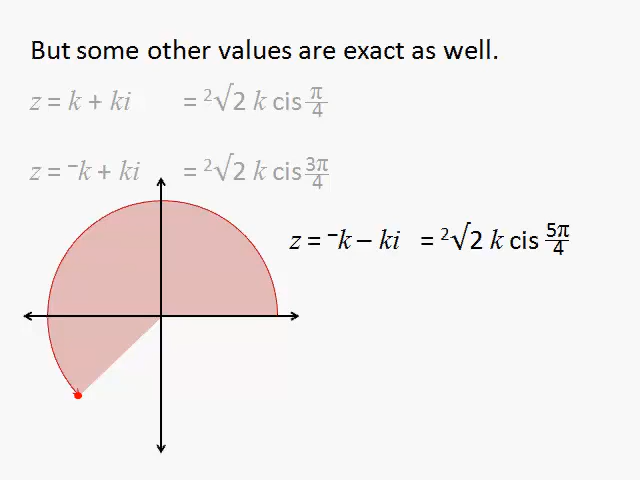 But some other values are exact as well.
z = k + ki = ²√2 k cis π/4
z = ⁻k + ki = ²√2 k cis 3π/4
z = ⁻k – ki = ²√2 k cis 5π/4